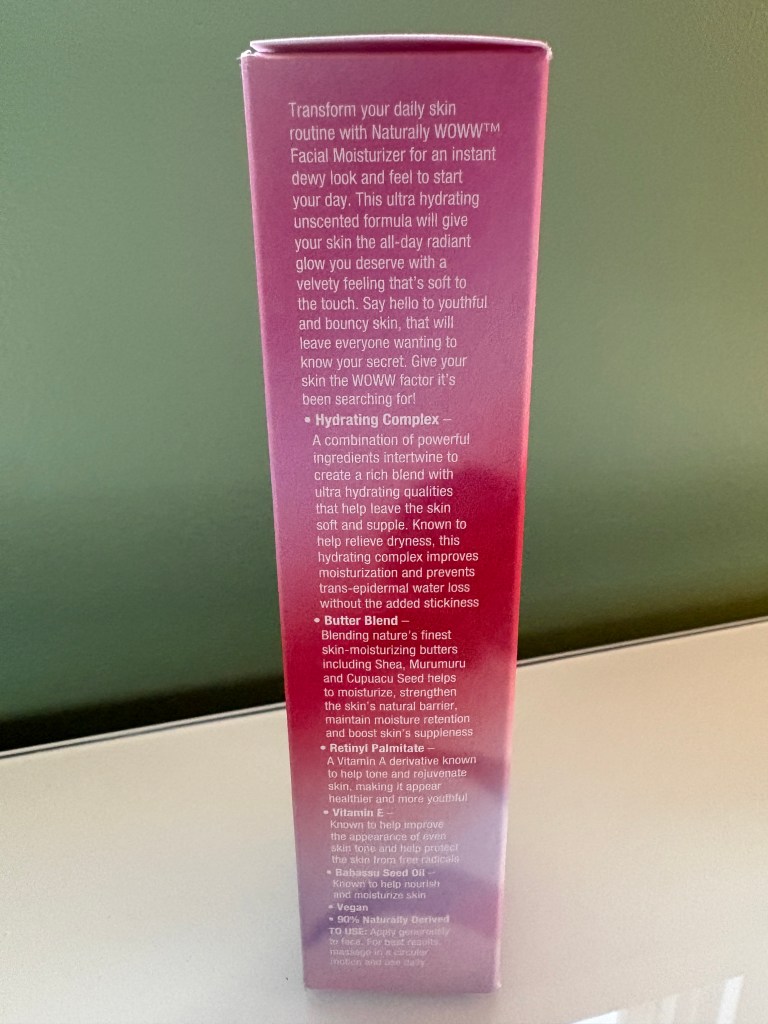 Transform your daily skin
routine with Naturally WOWW™
Facial Moisturizer for an instant
dewy look and feel to start
your day. This ultra hydrating
unscented formula will give
your skin the all-day radiant
glow you deserve with a
velvety feeling that's soft to
the touch. Say hello to youthful
and bouncy skin, that will
leave everyone wanting to
know your secret. Give your
skin the WOWW factor it's
been searching for!
• Hydrating Complex –
A combination of powerful
ingredients intertwine to
create a rich blend with
ultra hydrating qualities
that help leave the skin
soft and supple. Known to
help relieve dryness, this
hydrating complex improves
moisturization and prevents
trans-epidermal water loss
without the added stickiness
• Butter Blend –
Blending nature's finest
skin-moisturizing butters
including Shea, Murumuru
and Cupuacu Seed helps
to moisturize, strengthen
the skin's natural barrier,
maintain moisture retention
and boost skin's suppleness
• Retinyl Palmitate –
A Vitamin A derivative known
to help tone and rejuvenate
skin, making it appear
healthier and more youthful
• Vitamin E –
Known to help improve
the appearance of even
skin tone and help protect
the skin from free radicals
• Babassu Seed Oil –
Known to help nourish
and moisturize skin
• Vegan
• 90% Naturally Derived
TO USE: Apply generously
to face. For best results,
massage in a circular
motion and use daily.